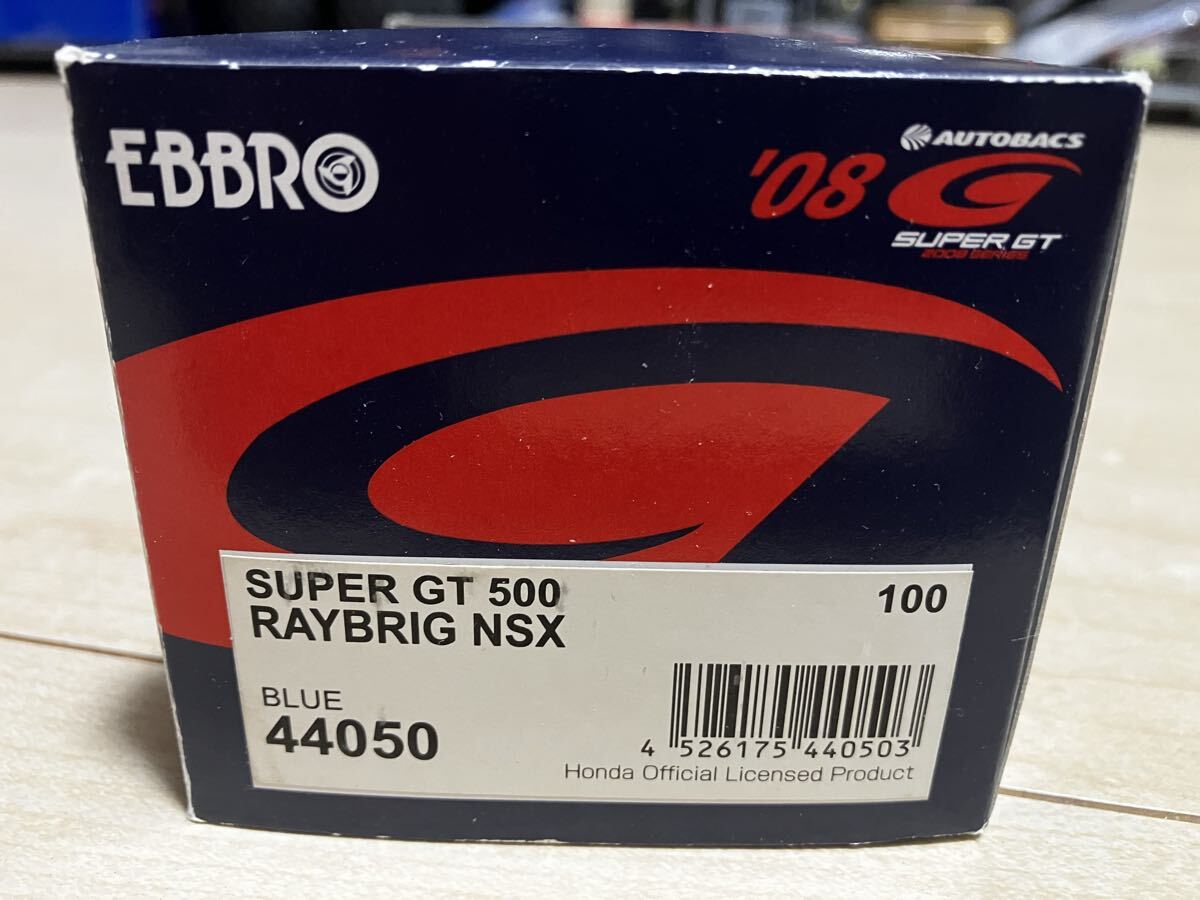 EBBRO
AUTOBACS
'08
SUPER GT
2008 SERIES
SUPER GT 500
100
RAYBRIG NSX
BLUE
44050
4 526175 440503
Honda Official Licensed Product